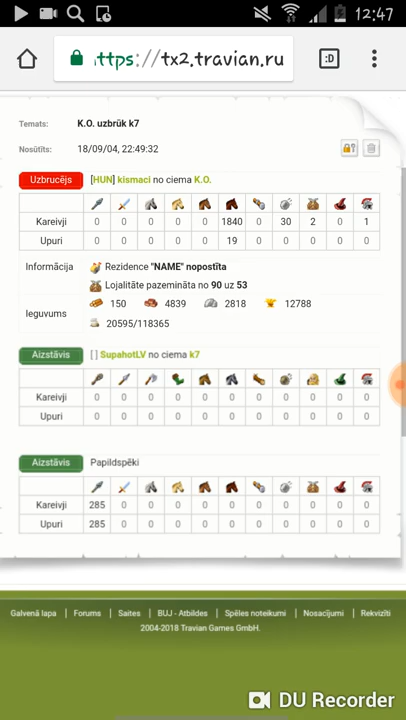 12:47
https://tx2.travian.ru
:D
Temats: K.O. uzbrūk k7
Nosūtīts: 18/09/04, 22:49:32
Uzbrucējs [HUN] kismaci no ciema K.O.
Kareivji 0 0 0 0 0 1840 0 30 2 0 1
Upuri 0 0 0 0 0 19 0 0 0 0 0
Informācija Rezidence "NAME" nopostīta
Lojalitāte pazemināta no 90 uz 53
Ieguvums 150 4839 2818 12788
20595/118365
Aizstāvis [ ] SupahotLV no ciema k7
Kareivji 0 0 0 0 0 0 0 0 0 0 0
Upuri 0 0 0 0 0 0 0 0 0 0 0
Aizstāvis Papildspēki
Kareivji 285 0 0 0 0 0 0 0 0 0 0
Upuri 285 0 0 0 0 0 0 0 0 0 0
Galvenā lapa | Forums | Saites | BUJ - Atbildes | Spēles noteikumi | Nosacījumi | Rekvizīti
2004-2018 Travian Games GmbH.
DU Recorder